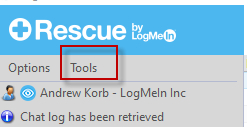 Rescue by LogMeIn
Options Tools
Andrew Korb - LogMeIn Inc
Chat log has been retrieved